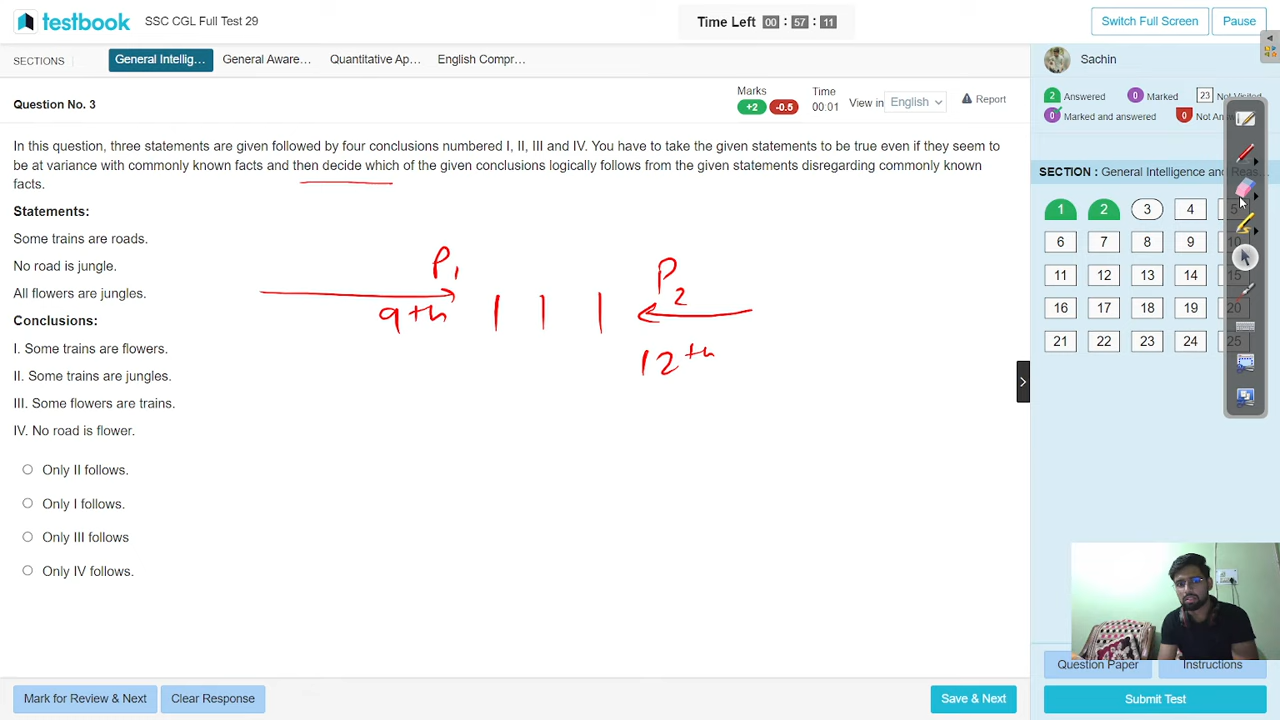 testbook
SSC CGL Full Test 29
Time Left 00 : 57 : 11
Switch Full Screen
Pause
SECTIONS
General Intellig...
General Aware...
Quantitative Ap...
English Compr...
Sachin
Question No. 3
Marks
+2 -0.5
Time
00:01
View in English
Report
2 Answered
0 Marked
23 Not Visited
0 Marked and answered
0 Not
In this question, three statements are given followed by four conclusions numbered I, II, III and IV. You have to take the given statements to be true even if they seem to
be at variance with commonly known facts and then decide which of the given conclusions logically follows from the given statements disregarding commonly known
facts.
Statements:
Some trains are roads.
No road is jungle.
All flowers are jungles.
Conclusions:
I. Some trains are flowers.
II. Some trains are jungles.
III. Some flowers are trains.
IV. No road is flower.
P1
9th
P2
12th
Only II follows.
Only I follows.
Only III follows
Only IV follows.
SECTION : General Intelligence and Reas...
1 2 3 4 5
6 7 8 9 10
11 12 13 14 15
16 17 18 19 20
21 22 23 24 25
Mark for Review & Next
Clear Response
Save & Next
Question Paper
Instructions
Submit Test